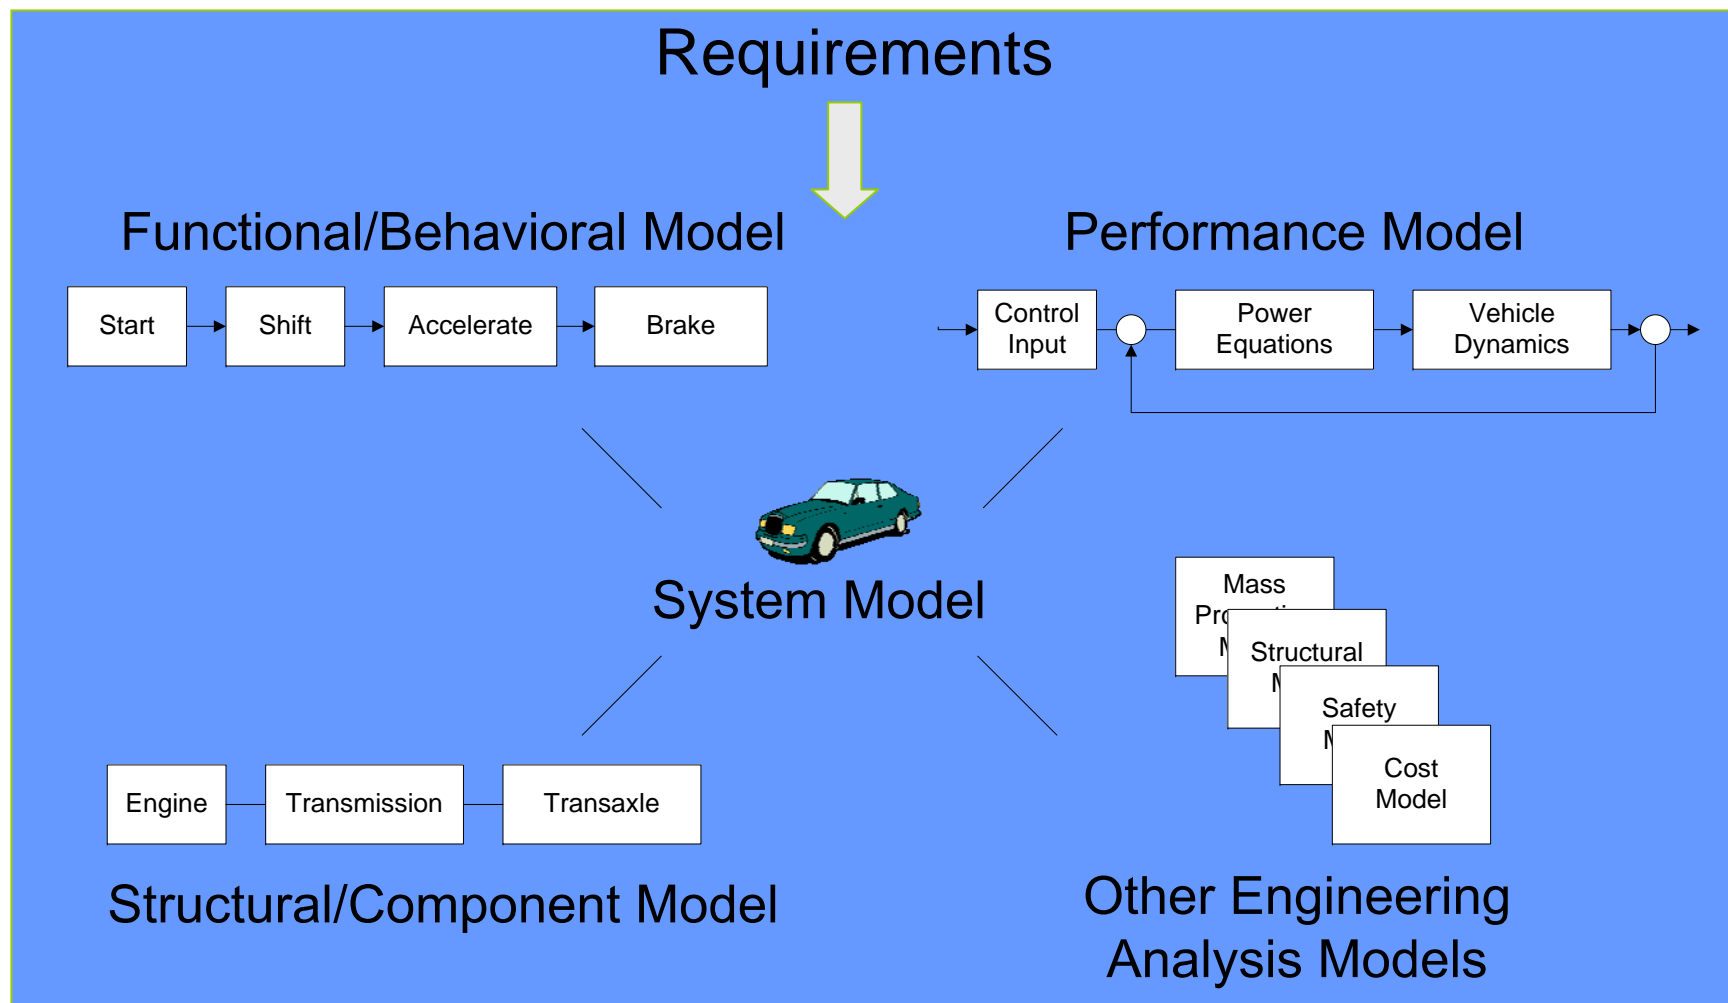 Requirements
Functional/Behavioral Model
Performance Model
Start
Shift
Accelerate
Brake
Control
Input
Power
Equations
Vehicle
Dynamics
System Model
Mass
Structural
Safety
Cost
Model
Engine
Transmission
Transaxle
Structural/Component Model
Other Engineering
Analysis Models